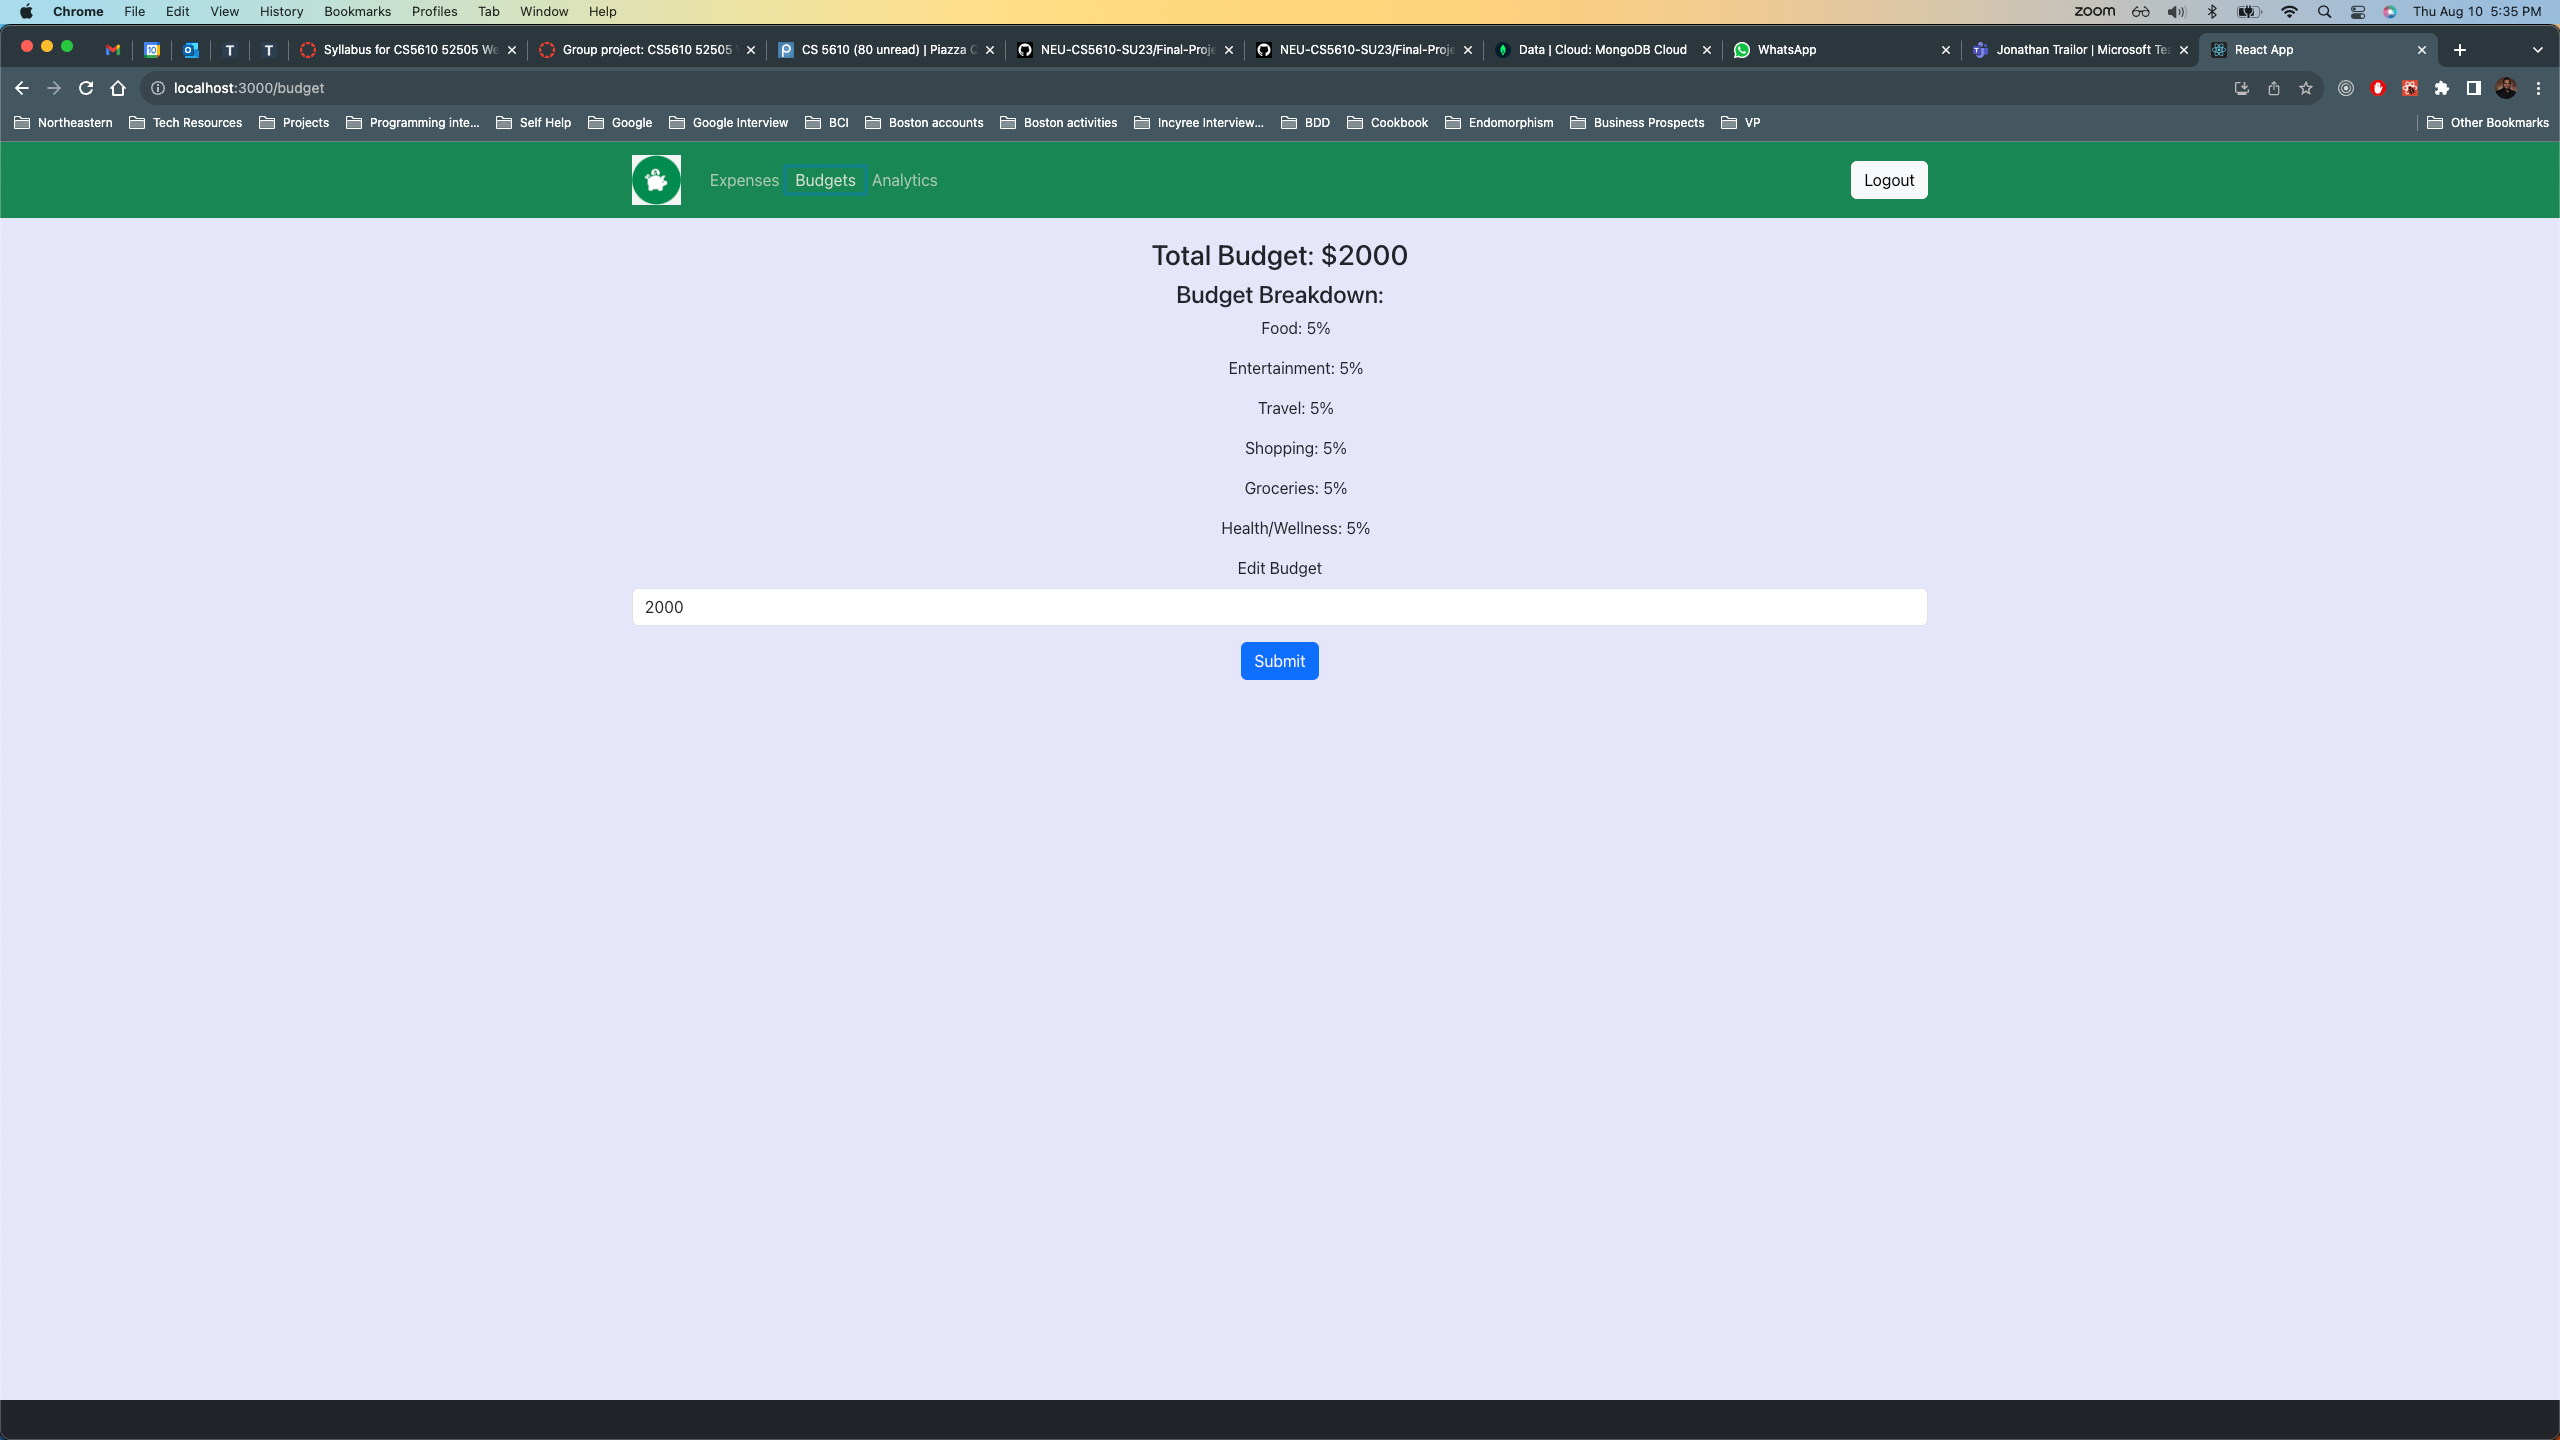 Chrome File Edit View History Bookmarks Profiles Tab Window Help zoom Thu Aug 10 5:35 PM
10 T T Syllabus for CS5610 52505 We Group project: CS5610 52505 CS 5610 (80 unread) | Piazza NEU-CS5610-SU23/Final-Proje NEU-CS5610-SU23/Final-Proje Data | Cloud: MongoDB Cloud WhatsApp Jonathan Trailor | Microsoft Te React App
localhost:3000/budget
Northeastern Tech Resources Projects Programming inte... Self Help Google Google Interview BCI Boston accounts Boston activities Incyree Interview... BDD Cookbook Endomorphism Business Prospects VP Other Bookmarks
Expenses Budgets Analytics Logout
Total Budget: $2000
Budget Breakdown:
Food: 5%
Entertainment: 5%
Travel: 5%
Shopping: 5%
Groceries: 5%
Health/Wellness: 5%
Edit Budget
2000
Submit